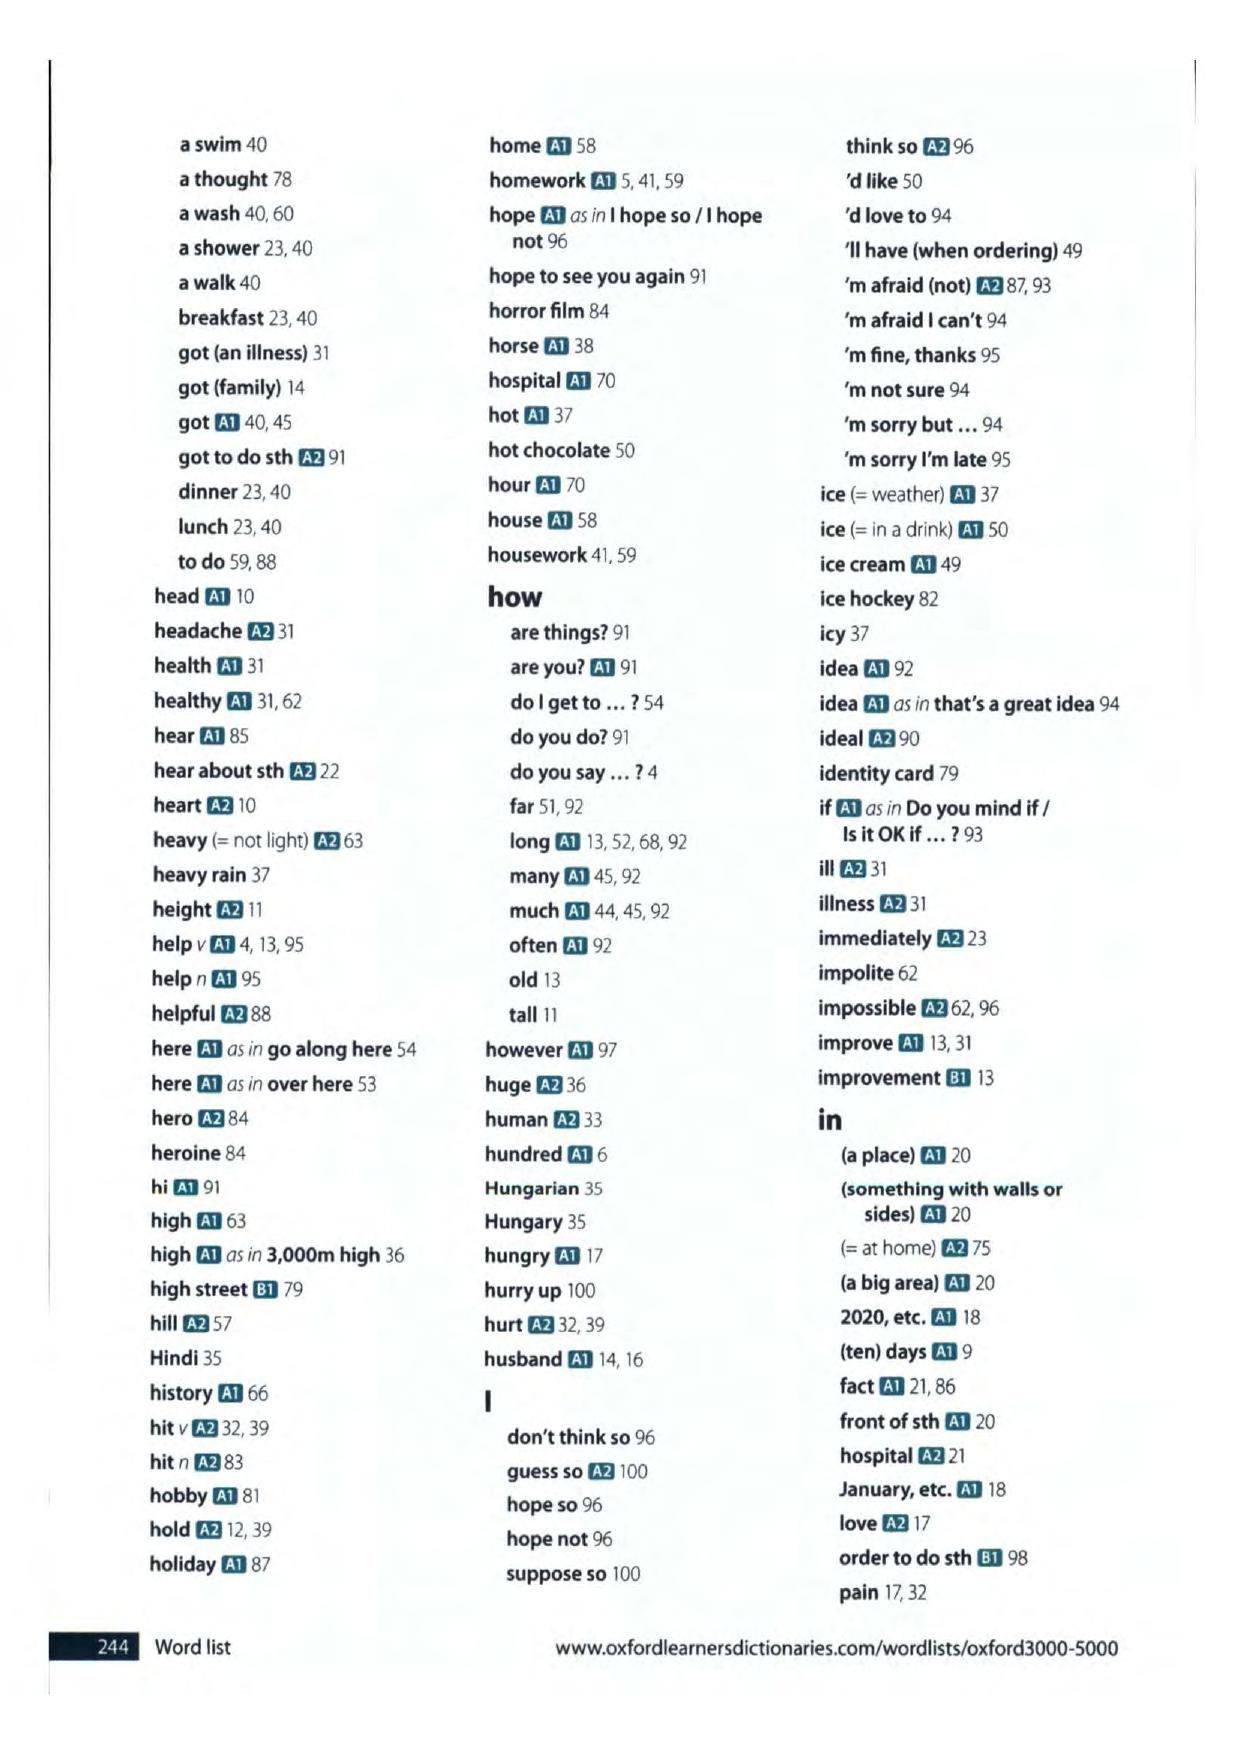 a swim 40
a thought 78
a wash 40, 60
a shower 23, 40
a walk 40
breakfast 23, 40
got (an illness) 31
got (family) 14
got A1 40, 45
got to do sth A2 91
dinner 23, 40
lunch 23, 40
to do 59, 88
head A1 10
headache A2 31
health A1 31
healthy A1 31, 62
hear A1 85
hear about sth A2 22
heart A2 10
heavy (= not light) A2 63
heavy rain 37
height A2 11
help v A1 4, 13, 95
help n A1 95
helpful A2 88
here A1 as in go along here 54
here A1 as in over here 53
hero A2 84
heroine 84
hi A1 91
high A1 63
high A1 as in 3,000m high 36
high street B1 79
hill A2 57
Hindi 35
history A1 66
hit v A2 32, 39
hit n A2 83
hobby A1 81
hold A2 12, 39
holiday A1 87
home A1 58
homework A1 5, 41, 59
hope A1 as in I hope so / I hope
not 96
hope to see you again 91
horror film 84
horse A1 38
hospital A1 70
hot A1 37
hot chocolate 50
hour A1 70
house A1 58
housework 41, 59
how
are things? 91
are you? A1 91
do I get to ... ? 54
do you do? 91
do you say ... ? 4
far 51, 92
long A1 13, 52, 68, 92
many A1 45, 92
much A1 44, 45, 92
often A1 92
old 13
tall 11
however A1 97
huge A2 36
human A2 33
hundred A1 6
Hungarian 35
Hungary 35
hungry A1 17
hurry up 100
hurt A2 32, 39
husband A1 14, 16
I
don't think so 96
guess so A2 100
hope so 96
hope not 96
suppose so 100
think so A2 96
'd like 50
'd love to 94
'll have (when ordering) 49
'm afraid (not) A2 87, 93
'm afraid I can't 94
'm fine, thanks 95
'm not sure 94
'm sorry but ... 94
'm sorry I'm late 95
ice (= weather) A1 37
ice (= in a drink) A1 50
ice cream A1 49
ice hockey 82
icy 37
idea A1 92
idea A1 as in that's a great idea 94
ideal A2 90
identity card 79
if A1 as in Do you mind if /
Is it OK if ... ? 93
ill A2 31
illness A2 31
immediately A2 23
impolite 62
impossible A2 62, 96
improve A1 13, 31
improvement B1 13
in
(a place) A1 20
(something with walls or
sides) A1 20
(= at home) A2 75
(a big area) A1 20
2020, etc. A1 18
(ten) days A1 9
fact A1 21, 86
front of sth A1 20
hospital A2 21
January, etc. A1 18
love A2 17
order to do sth B1 98
pain 17, 32
244 Word list
www.oxfordlearnersdictionaries.com/wordlists/oxford3000-5000